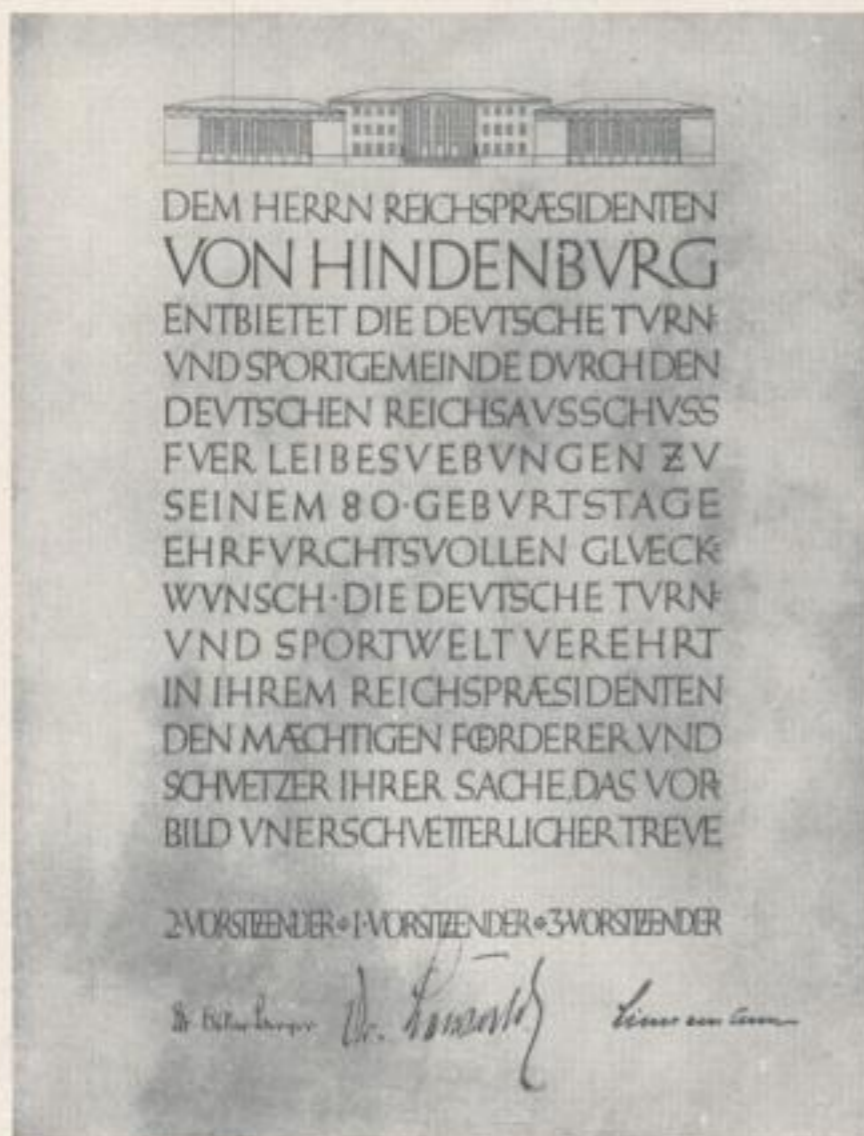 DEM HERRN REICHSPRÆSIDENTEN
VON HINDENBVRG
ENTBIETET DIE DEVTSCHE TVRN=
VND SPORTGEMEINDE DVRCH DEN
DEVTSCHEN REICHSAVSSCHVSS
FVER LEIBESVEBVNGEN ZV
SEINEM 80·GEBVRTSTAGE
EHRFVRCHTSVOLLEN GLVECK=
WVNSCH·DIE DEVTSCHE TVRN=
VND SPORTWELT VEREHRT
IN IHREM REICHSPRÆSIDENTEN
DEN MÆCHTIGEN FŒRDERER VND
SCHVETZER IHRER SACHE, DAS VOR=
BILD VNERSCHVETTERLICHER TREVE
2·VORSITZENDER·1·VORSITZENDER·3·VORSITZENDER
Dr. Linnemann